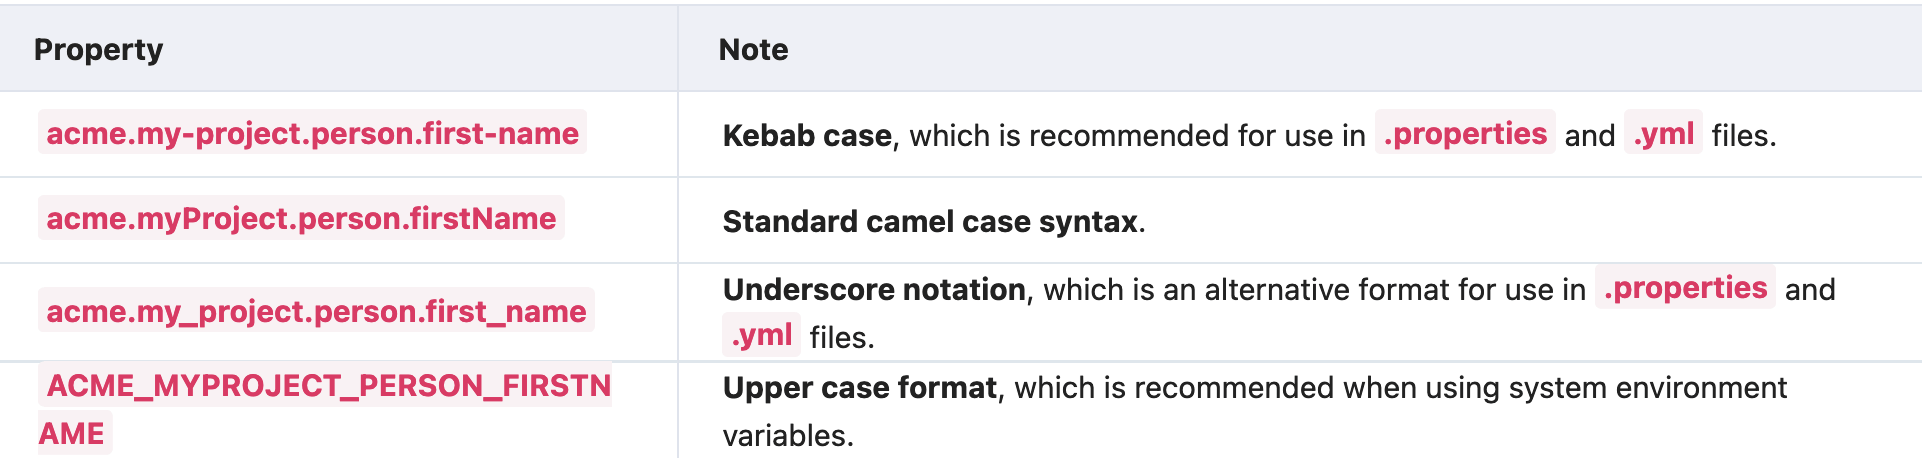 Property Note
acme.my-project.person.first-name Kebab case, which is recommended for use in .properties and .yml files.
acme.myProject.person.firstName Standard camel case syntax.
acme.my_project.person.first_name Underscore notation, which is an alternative format for use in .properties and
.yml files.
ACME_MYPROJECT_PERSON_FIRSTN Upper case format, which is recommended when using system environment
AME variables.